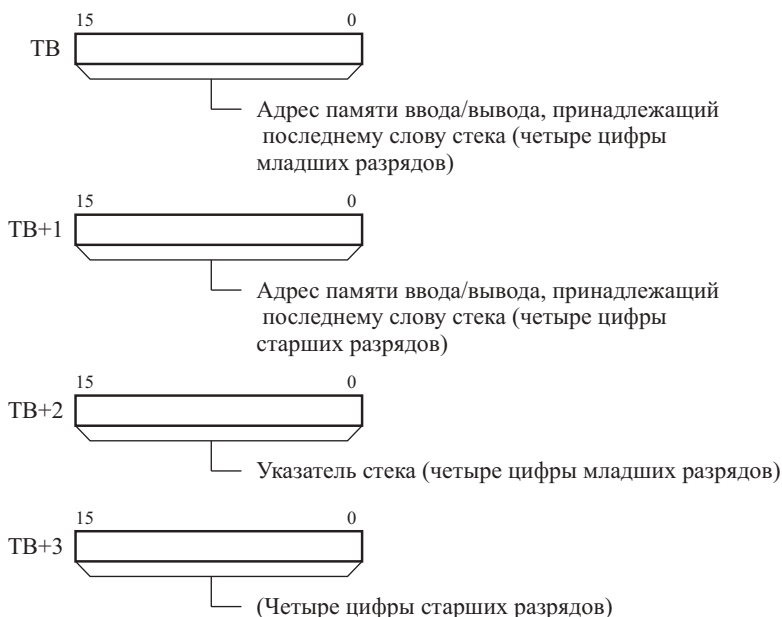 15 0
TB
Адрес памяти ввода/вывода, принадлежащий
последнему слову стека (четыре цифры
младших разрядов)
15 0
TB+1
Адрес памяти ввода/вывода, принадлежащий
последнему слову стека (четыре цифры
старших разрядов)
15 0
TB+2
Указатель стека (четыре цифры младших разрядов)
15 0
TB+3
(Четыре цифры старших разрядов)